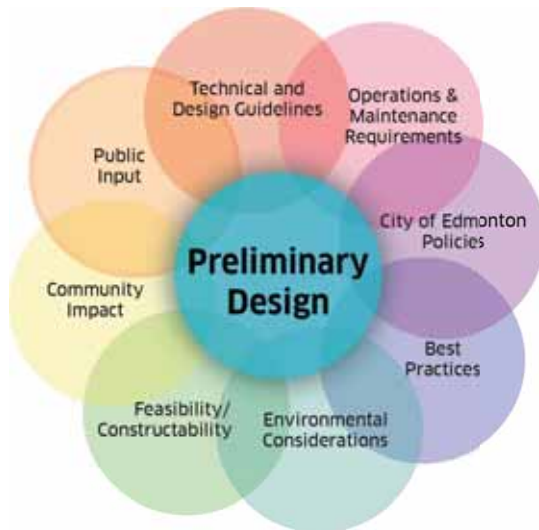 Technical and
Design Guidelines
Operations &
Maintenance
Requirements
City of Edmonton
Policies
Best
Practices
Environmental
Considerations
Feasibility/
Constructability
Community
Impact
Public
Input
Preliminary
Design